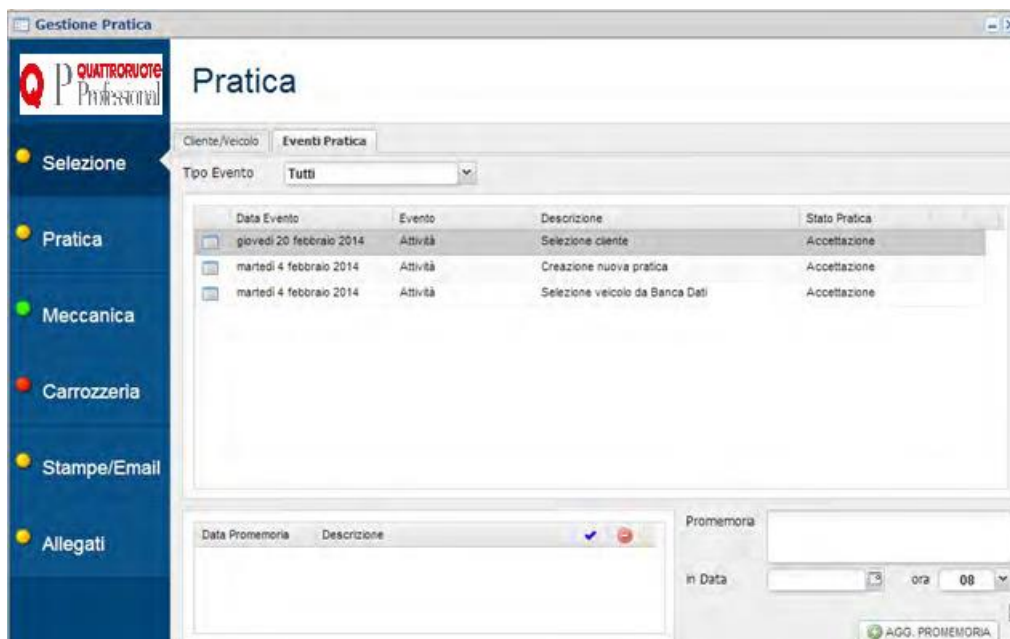 Gestione Pratica
QUATTRORUOTE
Professional
Pratica
Cliente/Veicolo Eventi Pratica
Selezione
Tipo Evento Tutti
Data Evento Evento Descrizione Stato Pratica
giovedì 20 febbraio 2014 Attività Selezione cliente Accettazione
martedì 4 febbraio 2014 Attività Creazione nuova pratica Accettazione
martedì 4 febbraio 2014 Attività Selezione veicolo da Banca Dati Accettazione
Pratica
Meccanica
Carrozzeria
Stampe/Email
Allegati
Data Promemoria Descrizione
Promemoria
in Data ora 08
AGG. PROMEMORIA